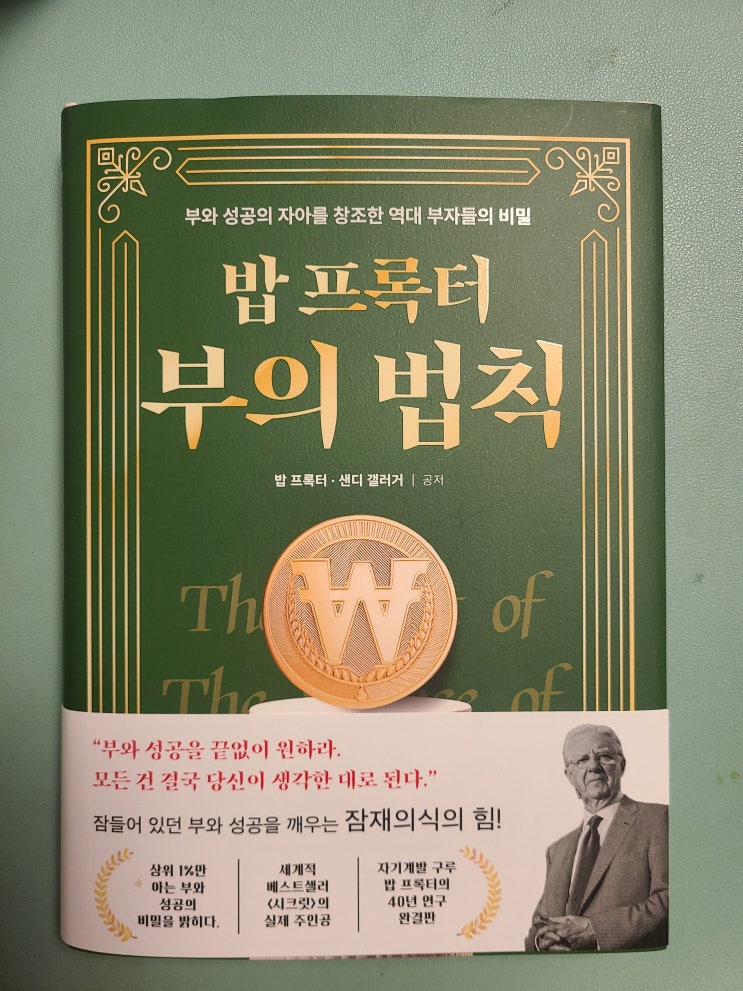 부와 성공의 자아를 창조한 역대 부자들의 비밀
밥 프록터
부의 법칙
밥 프록터 · 샌디 갤러거 | 공저
of
The
of
“부와 성공을 끝없이 원하라.
모든 건 결국 당신이 생각한 대로 된다.”
잠들어 있던 부와 성공을 깨우는 잠재의식의 힘!
상위 1%만
아는 부와
성공의
비밀을 밝히다.
세계적
베스트셀러
<시크릿>의
실제 주인공
자기계발 구루
밥 프록터의
40년 연구
완결판